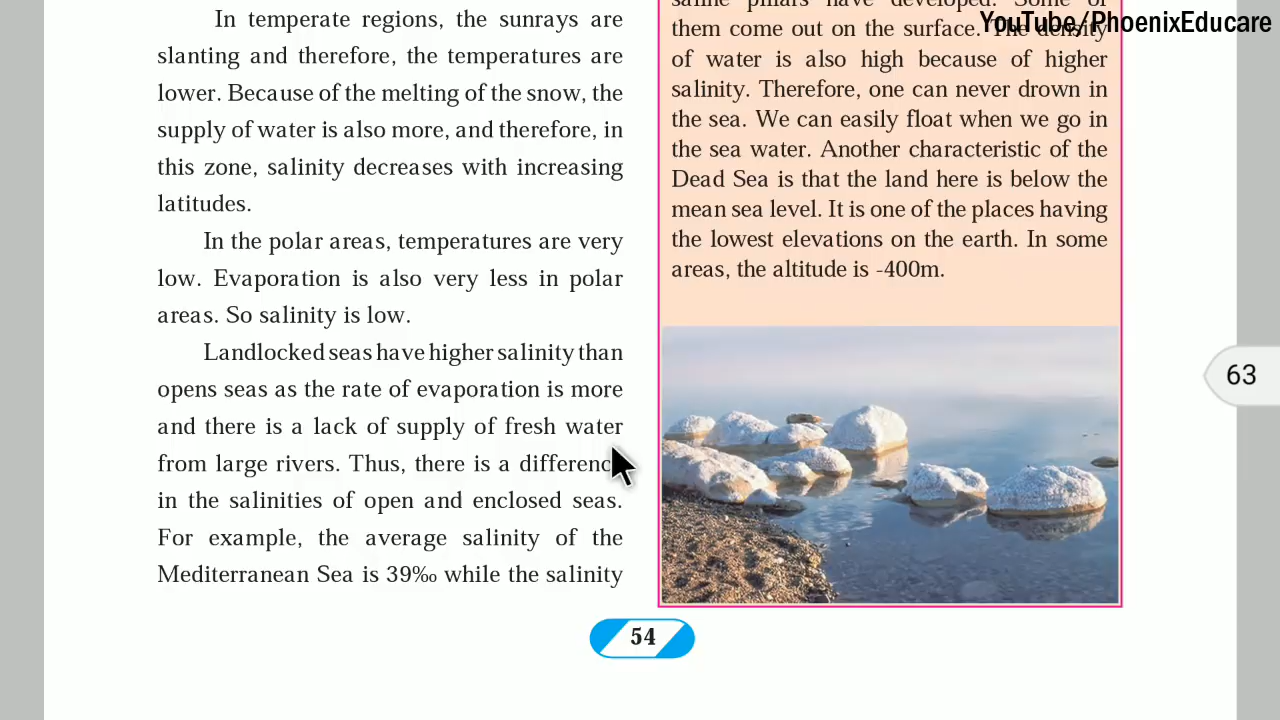 In temperate regions, the sunrays are
slanting and therefore, the temperatures are
lower. Because of the melting of the snow, the
supply of water is also more, and therefore, in
this zone, salinity decreases with increasing
latitudes.
In the polar areas, temperatures are very
low. Evaporation is also very less in polar
areas. So salinity is low.
Landlocked seas have higher salinity than
opens seas as the rate of evaporation is more
and there is a lack of supply of fresh water
from large rivers. Thus, there is a differenc
in the salinities of open and enclosed seas.
For example, the average salinity of the
Mediterranean Sea is 39‰ while the salinity
saline pillars have developed. Some of
them come out on the surface. The density
of water is also high because of higher
salinity. Therefore, one can never drown in
the sea. We can easily float when we go in
the sea water. Another characteristic of the
Dead Sea is that the land here is below the
mean sea level. It is one of the places having
the lowest elevations on the earth. In some
areas, the altitude is -400m.
YouTube/PhoenixEducare
63
54